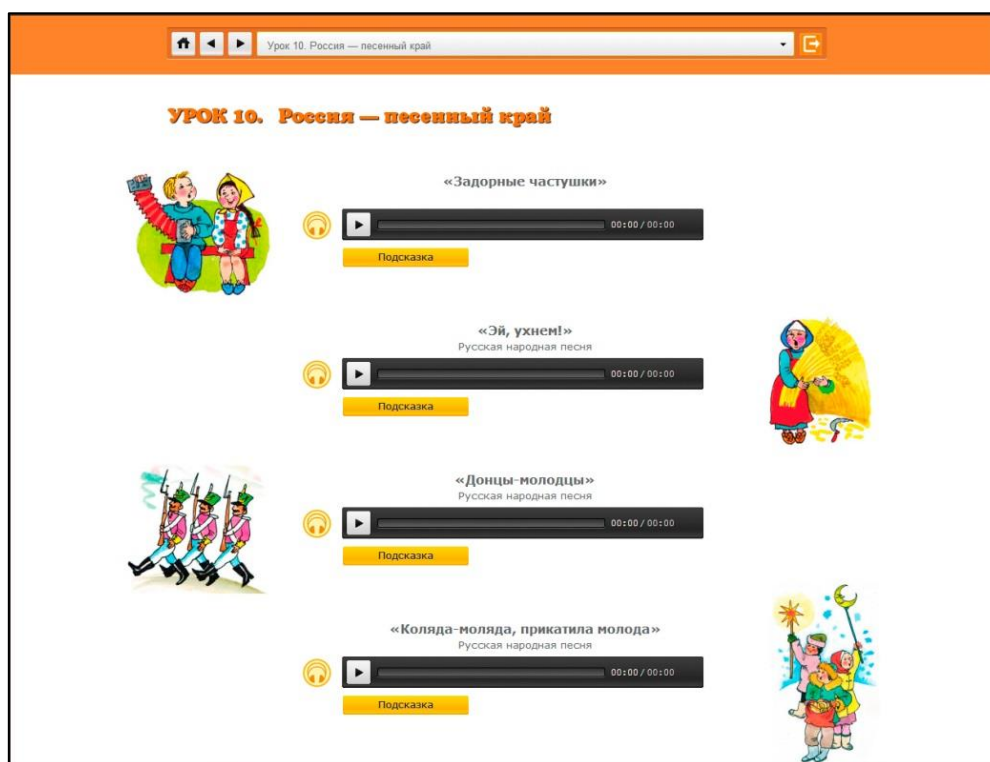 Урок 10. Россия — песенный край
УРОК 10. Россия — песенный край
«Задорные частушки»
00:00/00:00
Подсказка
«Эй, ухнем!»
Русская народная песня
00:00/00:00
Подсказка
«Донцы-молодцы»
Русская народная песня
00:00/00:00
Подсказка
«Коляда-моляда, прикатила молода»
Русская народная песня
00:00/00:00
Подсказка